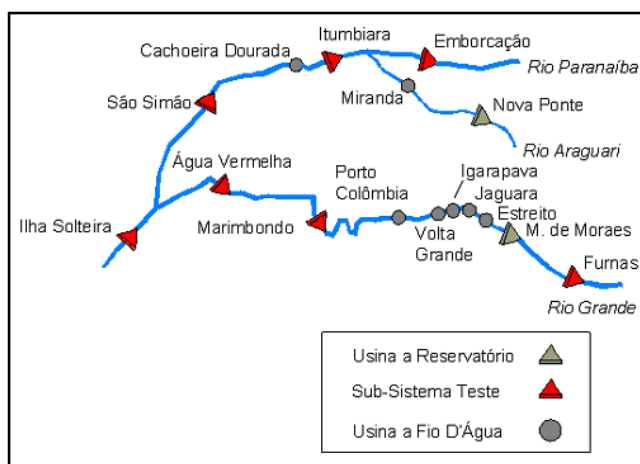 Itumbiara
Emborcação
Cachoeira Dourada
Rio Paranaíba
Miranda
São Simão
Nova Ponte
Rio Araguari
Água Vermelha
Porto
Colômbia
Igarapava
Jaguara
Estreito
Ilha Solteira
Marimbondo
Volta
Grande
M. de Moraes
Furnas
Rio Grande
Usina a Reservatório
Sub-Sistema Teste
Usina a Fio D'Água